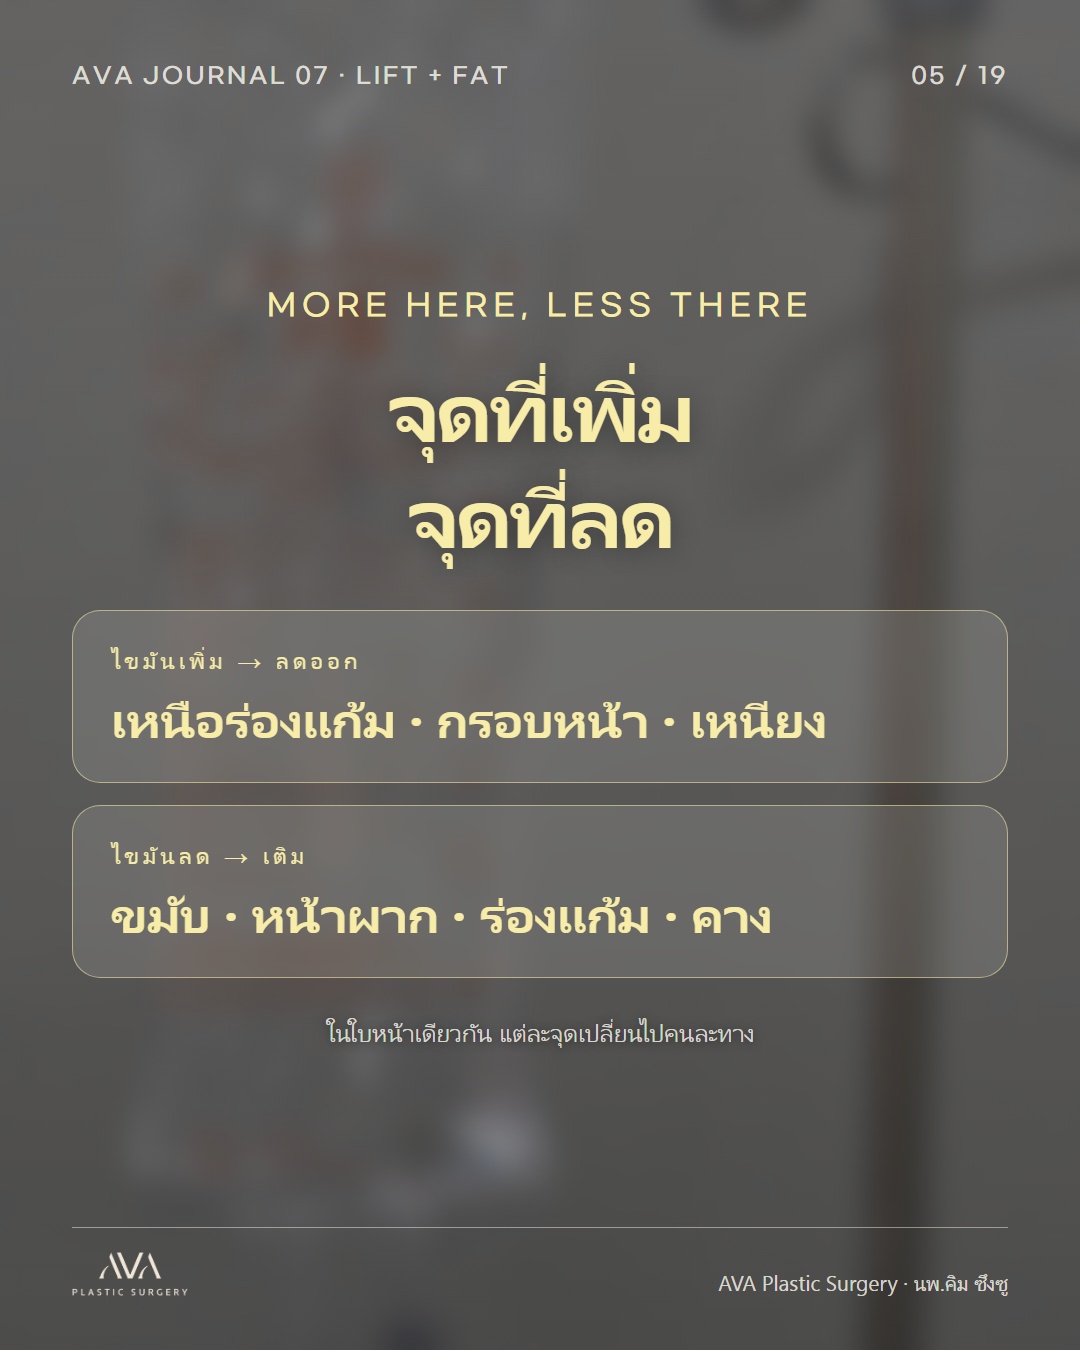 AVA JOURNAL 07 · LIFT + FAT
05 / 19
MORE HERE, LESS THERE
จุดที่เพิ่ม
จุดที่ลด
ไขมันเพิ่ม → ลดออก
เหนือร่องแก้ม · กรอบหน้า · เหนียง
ไขมันลด → เติม
ขมับ · หน้าผาก · ร่องแก้ม · คาง
ในใบหน้าเดียวกัน แต่ละจุดเปลี่ยนไปคนละทาง
AVA
PLASTIC SURGERY
AVA Plastic Surgery · นพ.คิม ซึงซู